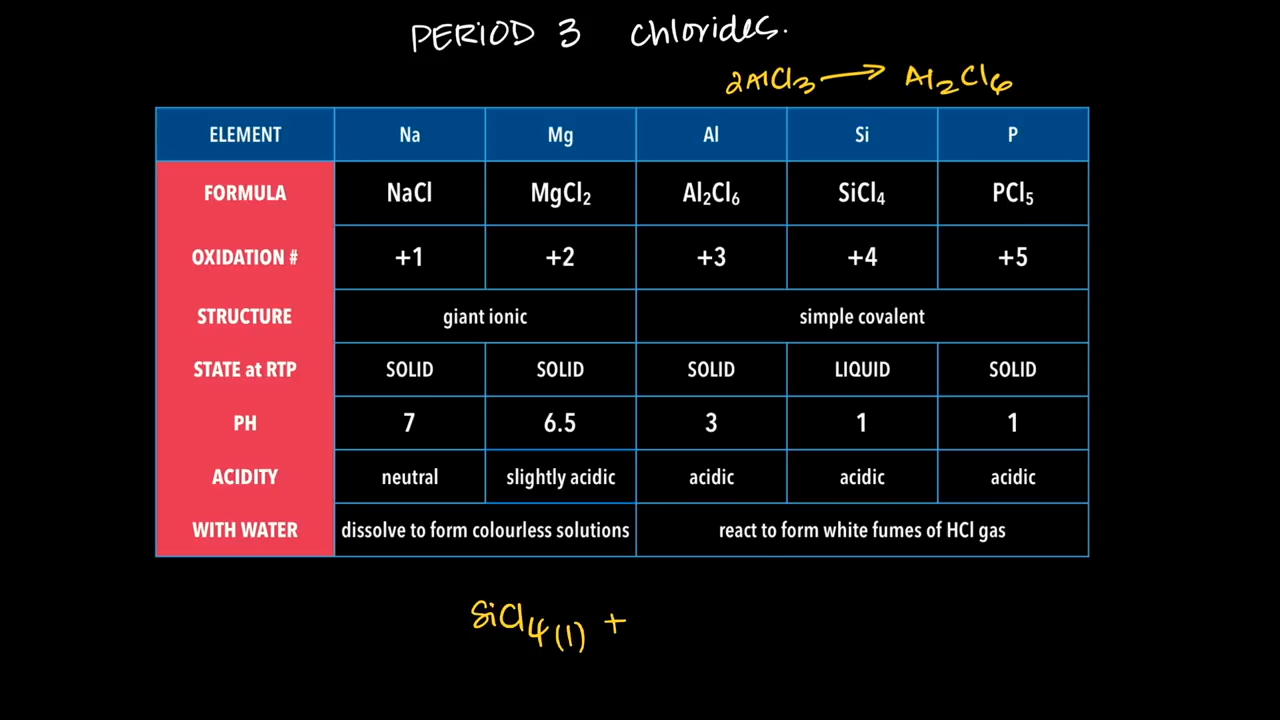 PERIOD 3 chlorides.
2AlCl₃ → Al₂Cl₆
ELEMENT Na Mg Al Si P
FORMULA NaCl MgCl₂ Al₂Cl₆ SiCl₄ PCl₅
OXIDATION # +1 +2 +3 +4 +5
STRUCTURE giant ionic simple covalent
STATE at RTP SOLID SOLID SOLID LIQUID SOLID
PH 7 6.5 3 1 1
ACIDITY neutral slightly acidic acidic acidic acidic
WITH WATER dissolve to form colourless solutions react to form white fumes of HCl gas
SiCl₄(l) +